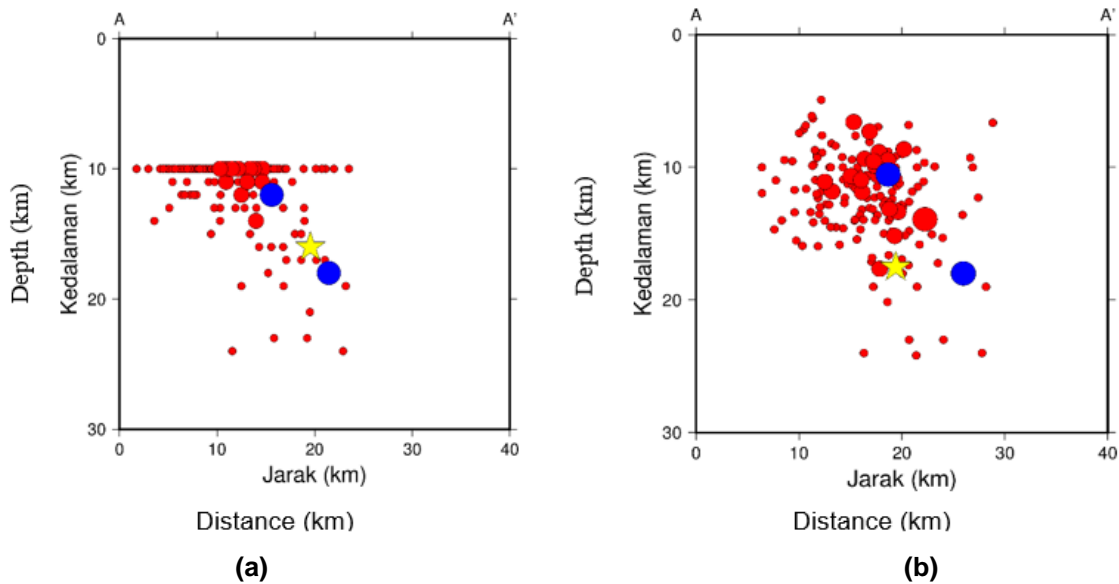 A A'
0
10
20
30
Depth (km)
Kedalaman (km)
0 10 20 30 40
Jarak (km)
Distance (km)
(a)
A A'
0
10
20
30
Depth (km)
Kedalaman (km)
0 10 20 30 40
Jarak (km)
Distance (km)
(b)